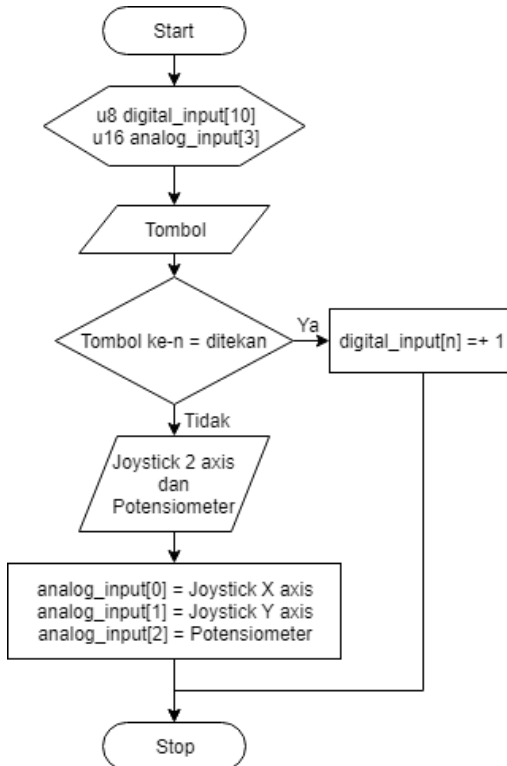 Start
u8 digital_input[10]
u16 analog_input[3]
Tombol
Tombol ke-n = ditekan
Ya
digital_input[n] =+ 1
Tidak
Joystick 2 axis
dan
Potensiometer
analog_input[0] = Joystick X axis
analog_input[1] = Joystick Y axis
analog_input[2] = Potensiometer
Stop